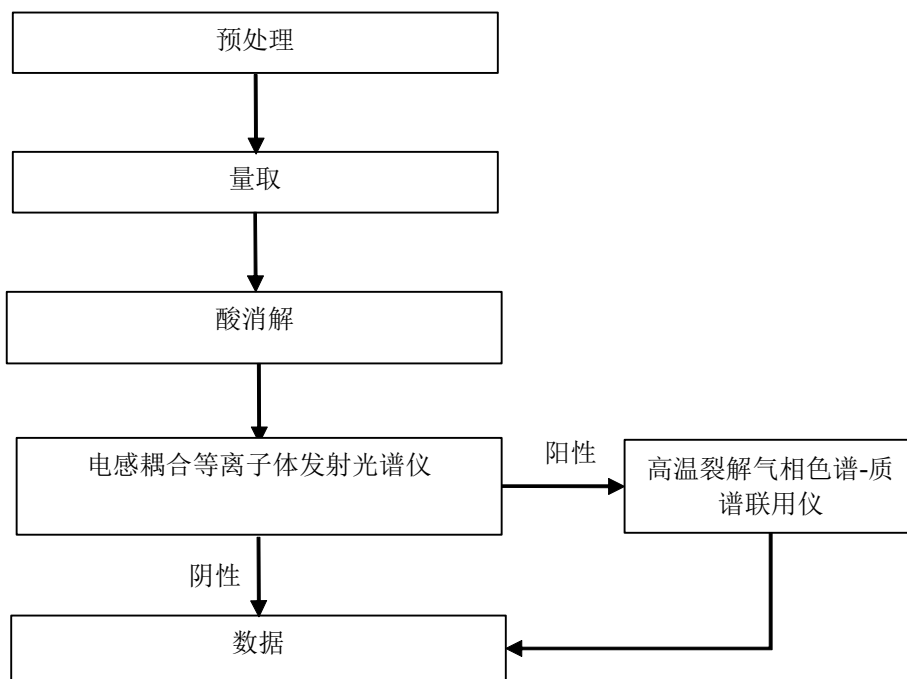 预处理
量取
酸消解
电感耦合等离子体发射光谱仪
阳性
高温裂解气相色谱-质
谱联用仪
阴性
数据